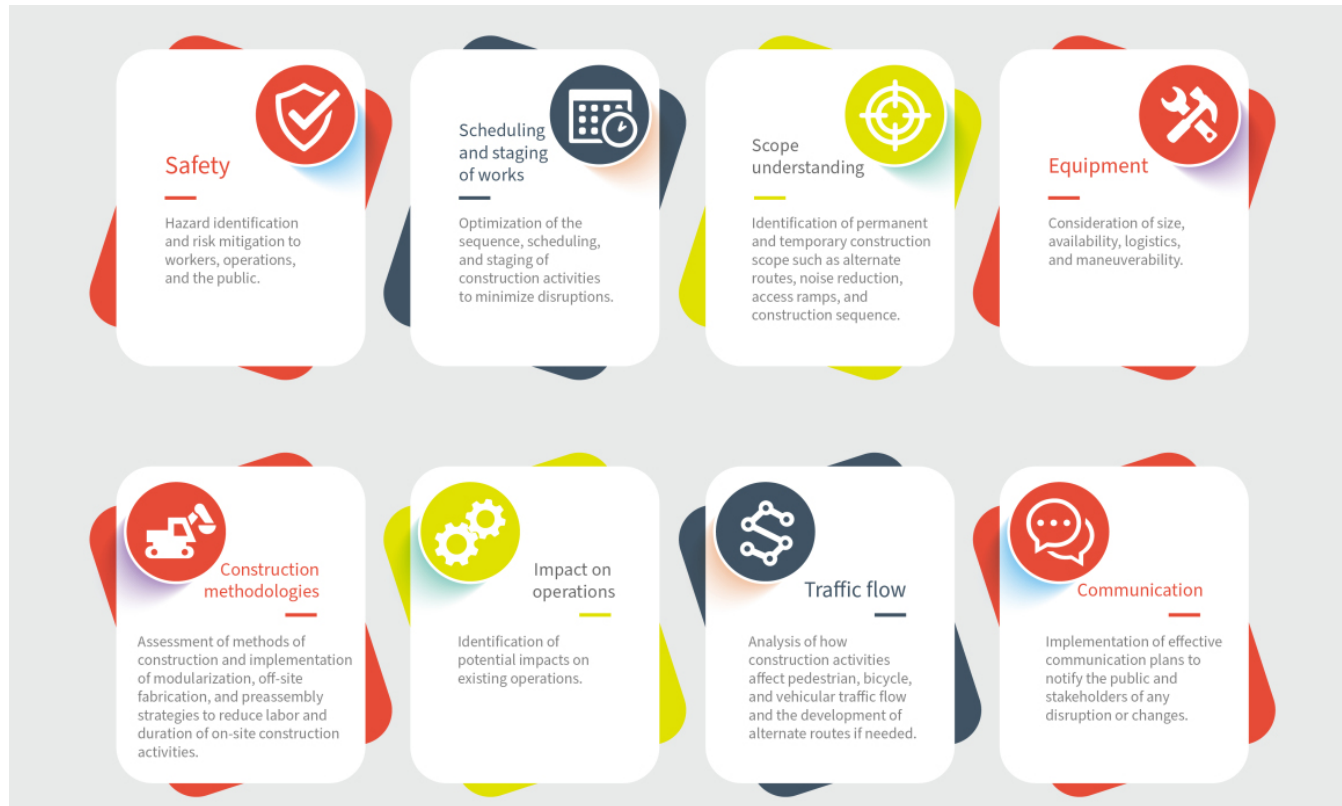 Safety
Hazard identification
and risk mitigation to
workers, operations,
and the public.
Scheduling
and staging
of works
Optimization of the
sequence, scheduling,
and staging of
construction activities
to minimize disruptions.
Scope
understanding
Identification of permanent
and temporary construction
scope such as alternate
routes, noise reduction,
access ramps, and
construction sequence.
Equipment
Consideration of size,
availability, logistics,
and maneuverability.
Construction
methodologies
Assessment of methods of
construction and implementation
of modularization, off-site
fabrication, and preassembly
strategies to reduce labor and
duration of on-site construction
activities.
Impact on
operations
Identification of
potential impacts on
existing operations.
Traffic flow
Analysis of how
construction activities
affect pedestrian, bicycle,
and vehicular traffic flow
and the development of
alternate routes if needed.
Communication
Implementation of effective
communication plans to
notify the public and
stakeholders of any
disruption or changes.